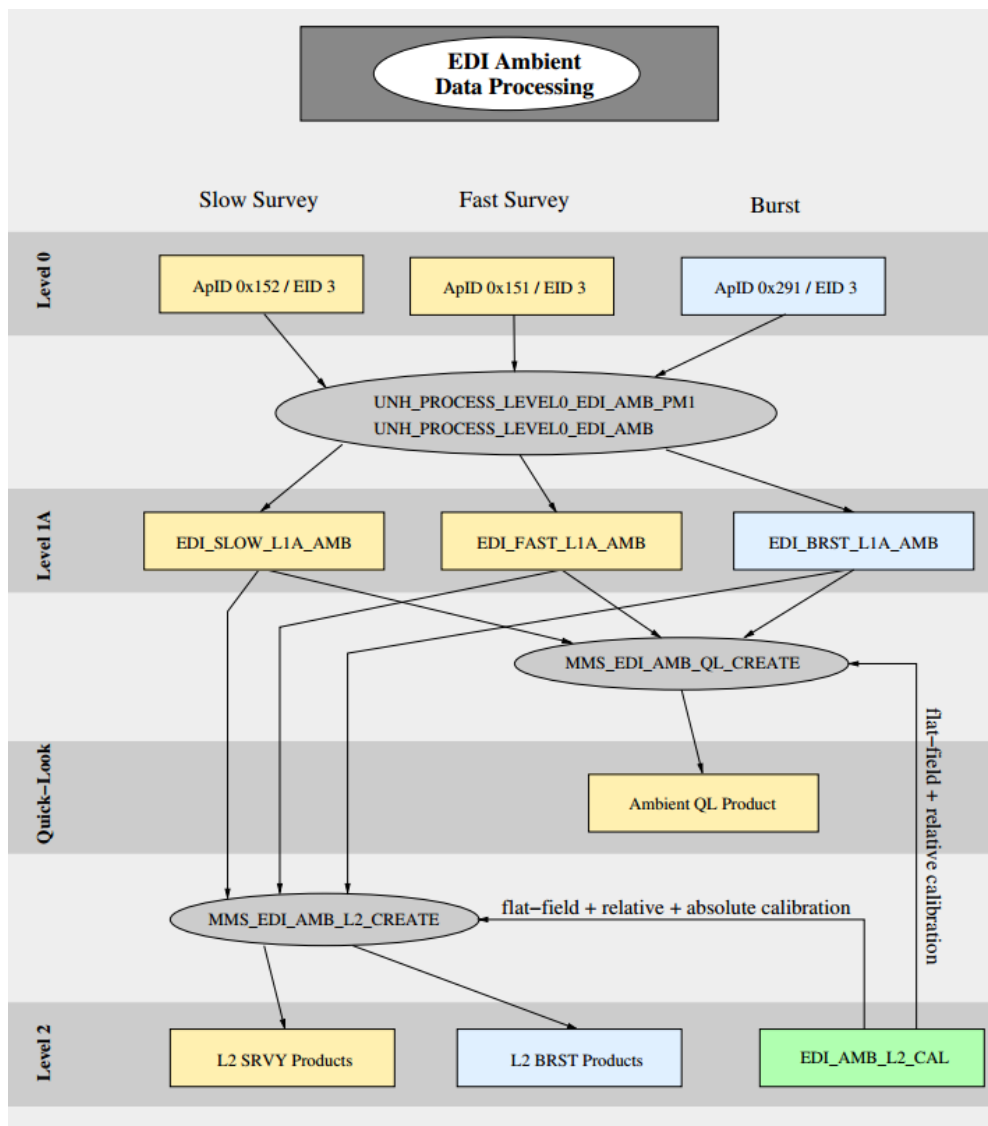 EDI Ambient
Data Processing
Slow Survey
Fast Survey
Burst
Level 0
ApID 0x152 / EID 3
ApID 0x151 / EID 3
ApID 0x291 / EID 3
UNH_PROCESS_LEVEL0_EDI_AMB_PM1
UNH_PROCESS_LEVEL0_EDI_AMB
Level 1A
EDI_SLOW_L1A_AMB
EDI_FAST_L1A_AMB
EDI_BRST_L1A_AMB
MMS_EDI_AMB_QL_CREATE
flat−field + relative calibration
Quick−Look
Ambient QL Product
MMS_EDI_AMB_L2_CREATE
flat−field + relative + absolute calibration
Level 2
L2 SRVY Products
L2 BRST Products
EDI_AMB_L2_CAL